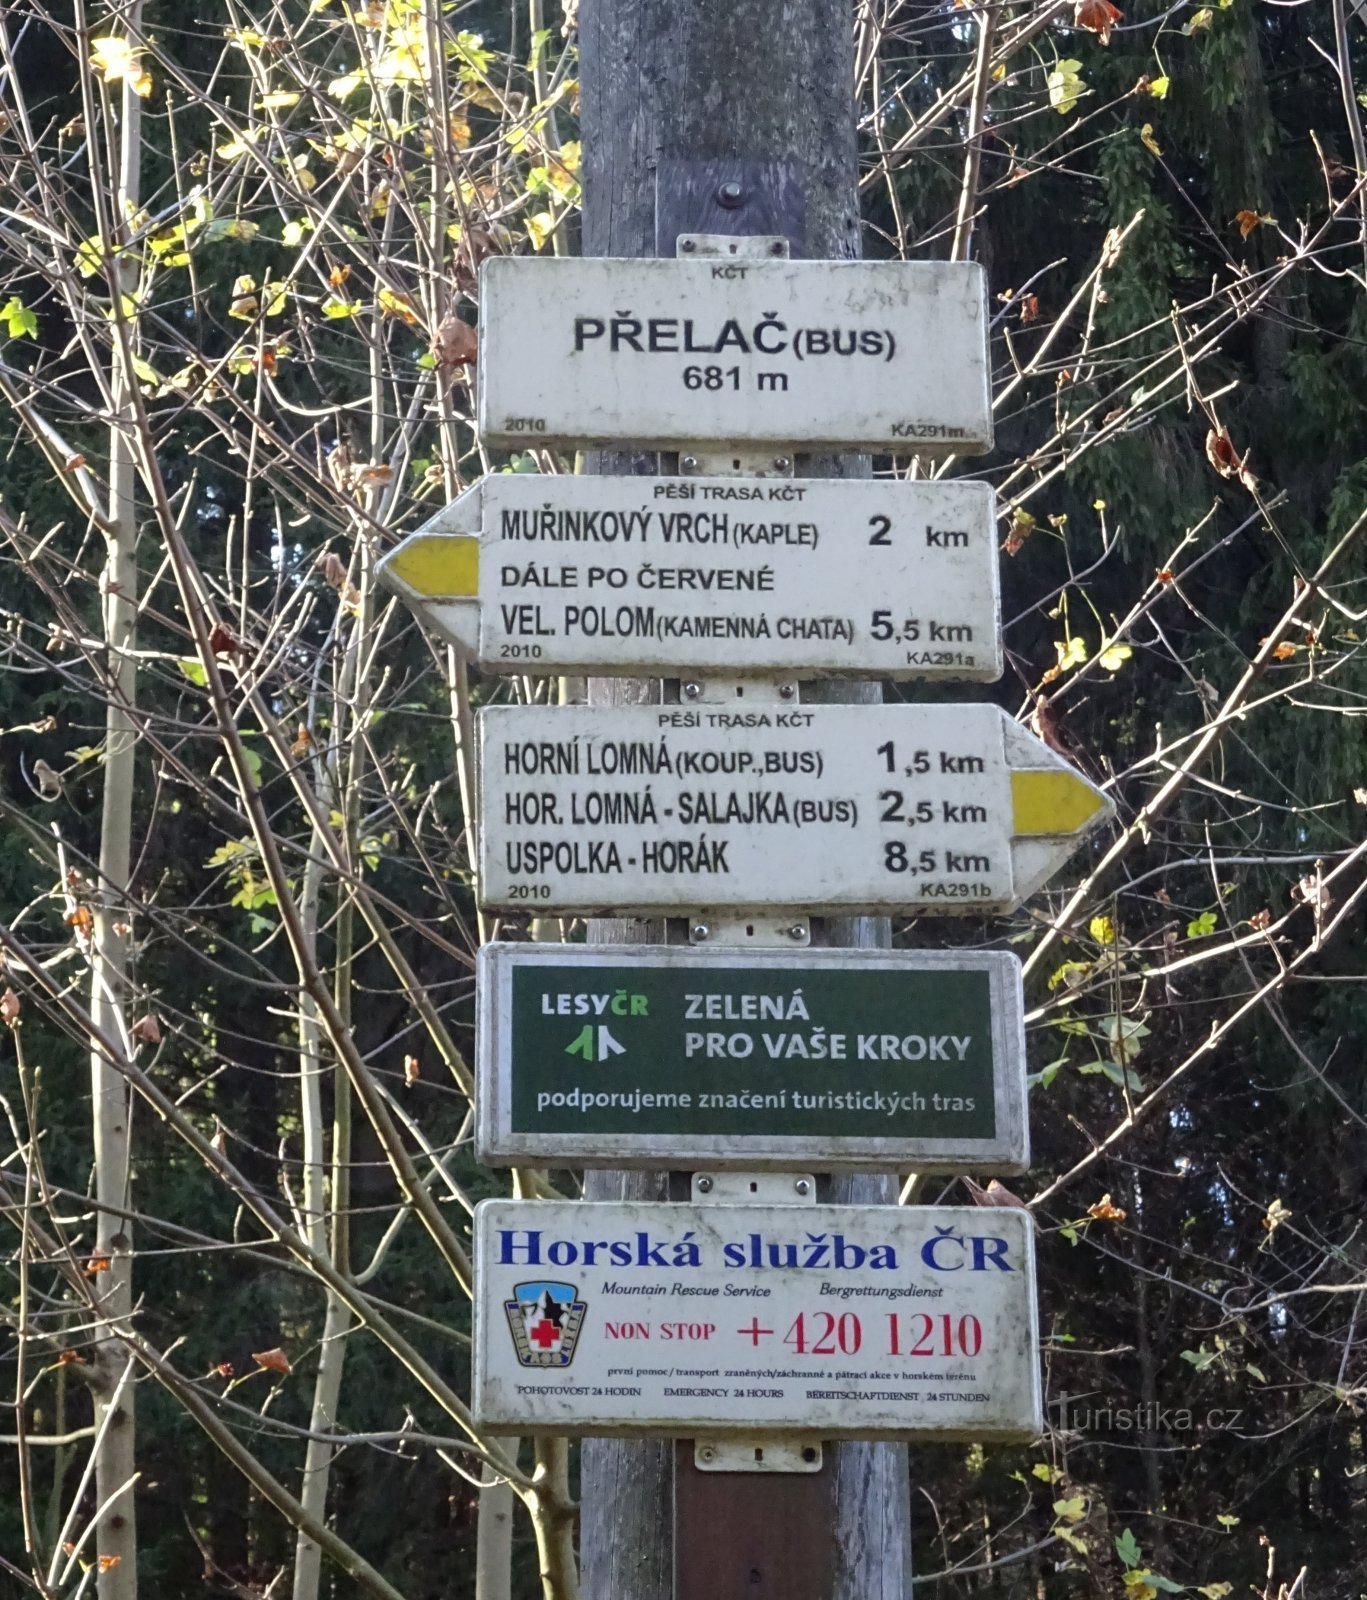 KČT
PŘELAČ (BUS)
681 m
2010 KA291m
PĚŠÍ TRASA KČT
MUŘINKOVÝ VRCH (KAPLE) 2 km
DÁLE PO ČERVENÉ
VEL. POLOM (KAMENNÁ CHATA) 5,5 km
2010 KA291a
PĚŠÍ TRASA KČT
HORNÍ LOMNÁ (KOUP.,BUS) 1,5 km
HOR. LOMNÁ - SALAJKA (BUS) 2,5 km
USPOLKA - HORÁK 8,5 km
2010 KA291b
LESYČR ZELENÁ
PRO VAŠE KROKY
podporujeme značení turistických tras
Horská služba ČR
Mountain Rescue Service Bergrettungsdienst
NON STOP +420 1210
první pomoc / transport zraněných/záchranné a pátrací akce v horském terénu
POHOTOVOST 24 HODIN EMERGENCY 24 HOURS BEREITSCHAFTDIENST 24 STUNDEN
Turistika.cz